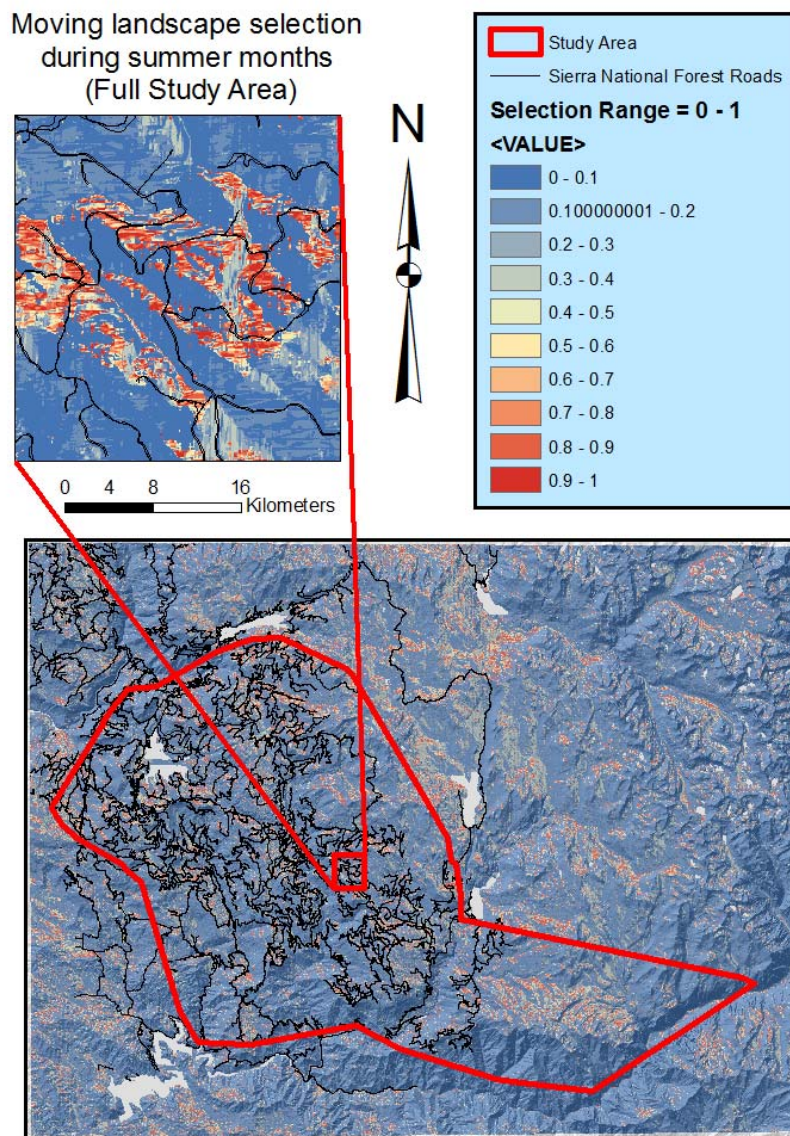 Moving landscape selection
during summer months
(Full Study Area)
N
0 4 8 16
Kilometers
Study Area
Sierra National Forest Roads
Selection Range = 0 - 1
<VALUE>
0 - 0.1
0.100000001 - 0.2
0.2 - 0.3
0.3 - 0.4
0.4 - 0.5
0.5 - 0.6
0.6 - 0.7
0.7 - 0.8
0.8 - 0.9
0.9 - 1